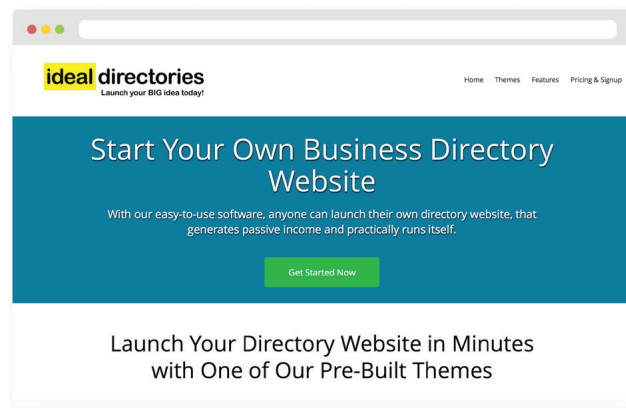 ideal directories
Launch your BIG idea today!
Home Themes Features Pricing & Signup
Start Your Own Business Directory
Website
With our easy-to-use software, anyone can launch their own directory website, that
generates passive income and practically runs itself.
Get Started Now
Launch Your Directory Website in Minutes
with One of Our Pre-Built Themes